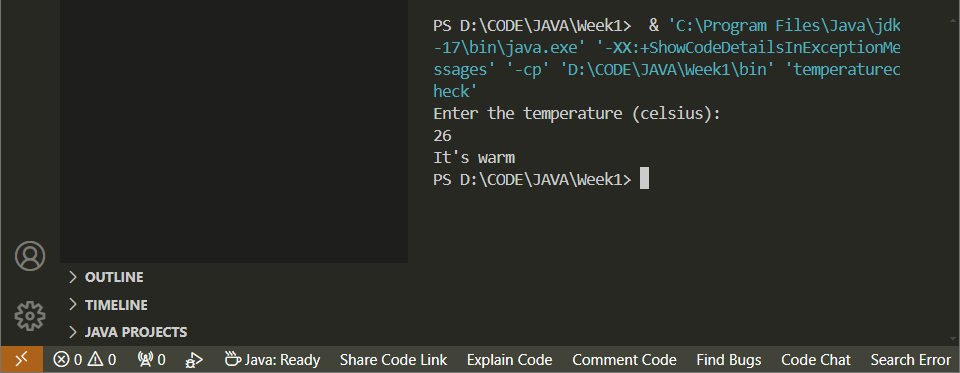 PS D:\CODE\JAVA\Week1>  & 'C:\Program Files\Java\jdk
-17\bin\java.exe' '-XX:+ShowCodeDetailsInExceptionMe
ssages' '-cp' 'D:\CODE\JAVA\Week1\bin' 'temperaturec
heck'
Enter the temperature (celsius):
26
It's warm
PS D:\CODE\JAVA\Week1>
OUTLINE
TIMELINE
JAVA PROJECTS
0 0 0 Java: Ready Share Code Link Explain Code Comment Code Find Bugs Code Chat Search Error